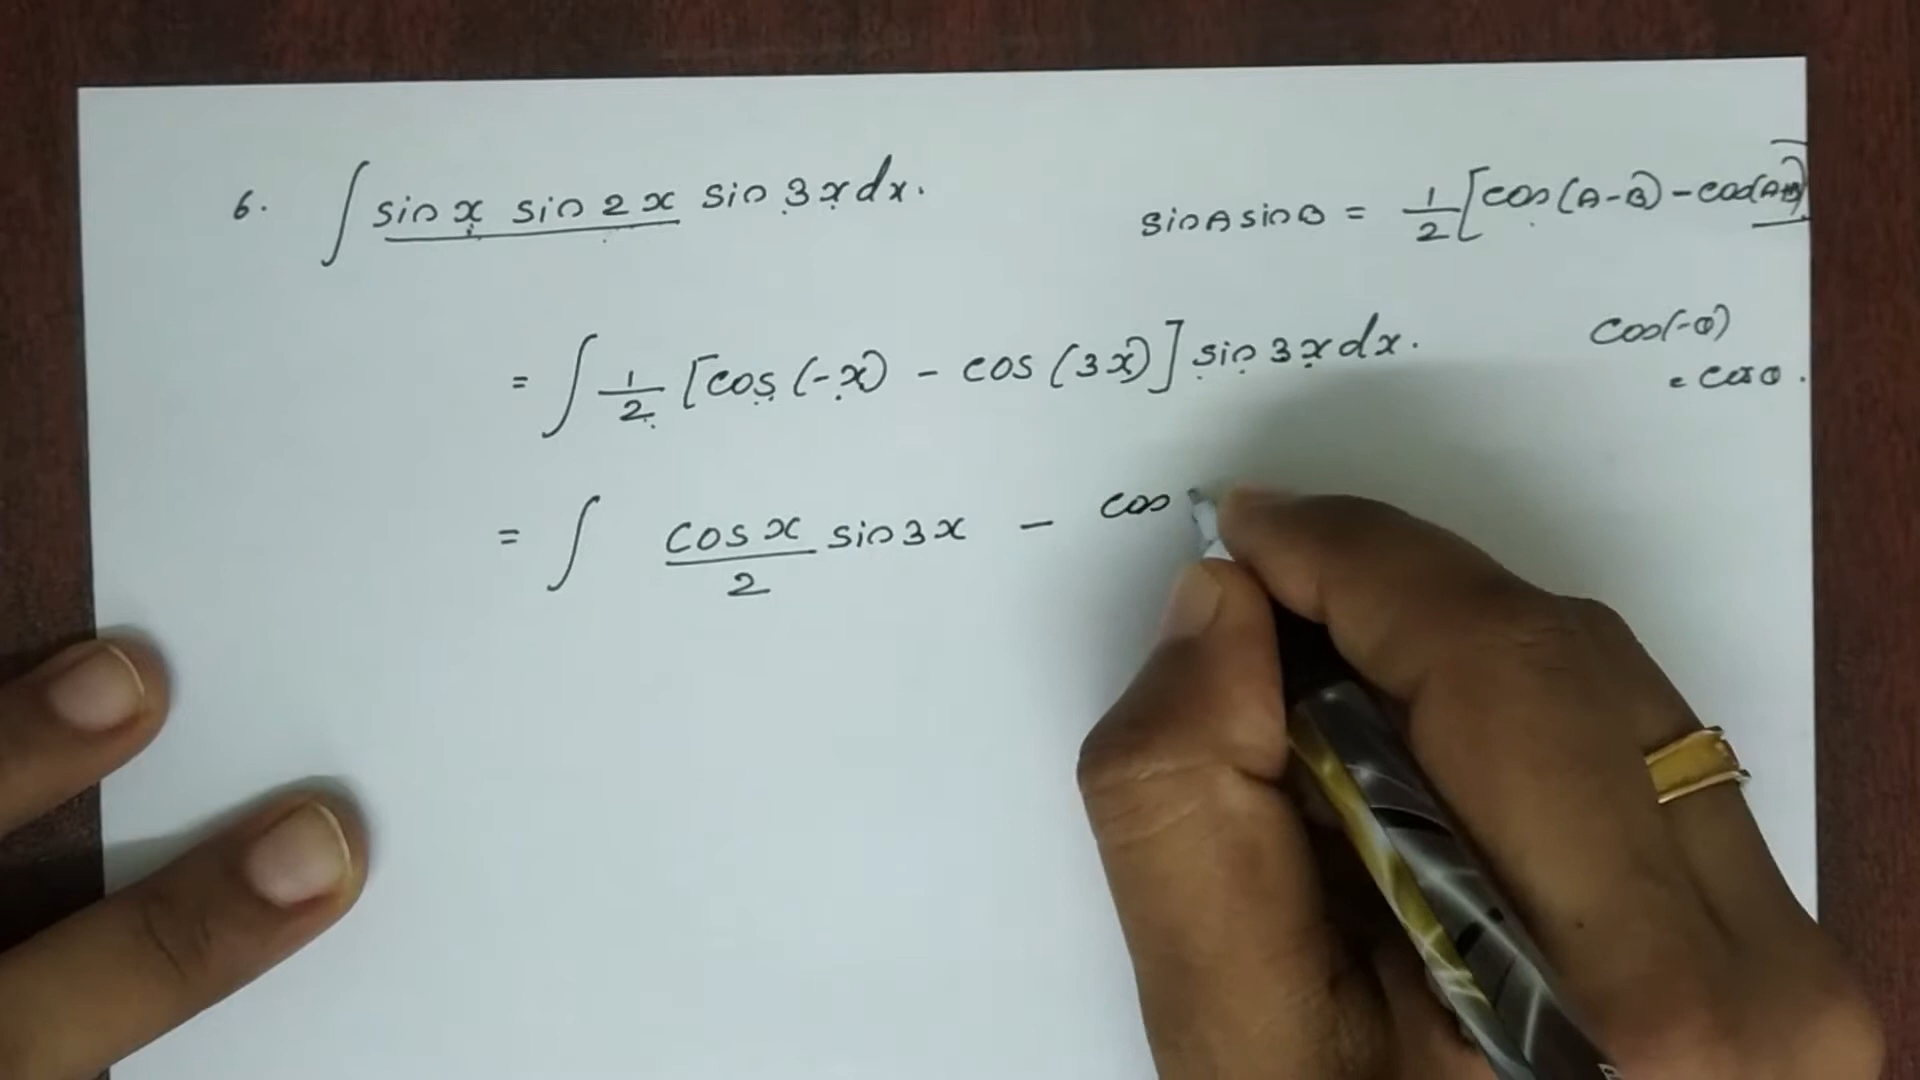 6. ∫ sin x sin 2x sin 3x dx.
sin A sin B = 1/2 [cos(A-B) - cos(A+B)]
= ∫ 1/2 [cos(-x) - cos(3x)] sin 3x dx.
cos(-θ)
= cos θ.
= ∫ cos x/2 sin 3x - cos